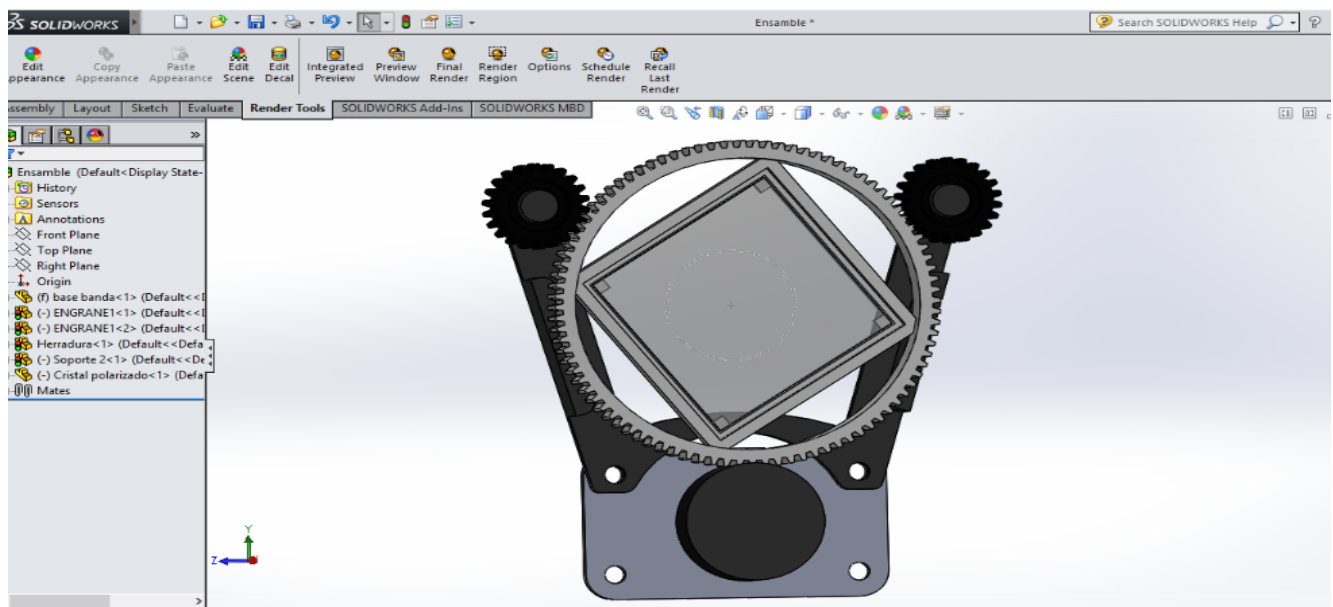 SOLIDWORKS
Ensamble *
Search SOLIDWORKS Help
Edit Appearance
Copy Appearance
Paste Appearance
Edit Scene
Edit Decal
Integrated Preview
Preview Window
Final Render
Render Region
Options
Schedule Render
Recall Last Render
Assembly Layout Sketch Evaluate Render Tools SOLIDWORKS Add-Ins SOLIDWORKS MBD
Ensamble (Default<Display State-
History
Sensors
Annotations
Front Plane
Top Plane
Right Plane
Origin
(f) base banda<1> (Default<<D
(-) ENGRANE1<1> (Default<<D
(-) ENGRANE1<2> (Default<<D
Herradura<1> (Default<<Defa
(-) Soporte 2<1> (Default<<De
(-) Cristal polarizado<1> (Defa
Mates
Y
Z